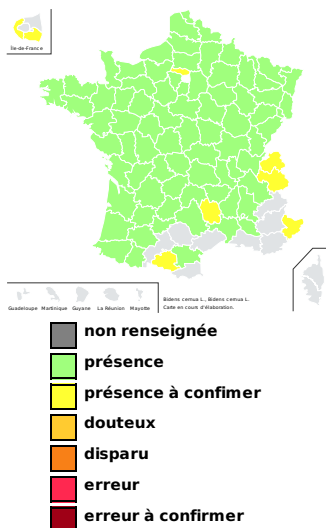 Île-de-France
Guadeloupe Martinique Guyane La Réunion Mayotte
Bidens cernua L., Bidens cernua L.
Carte en cours d'élaboration.
non renseignée
présence
présence à confimer
douteux
disparu
erreur
erreur à confirmer